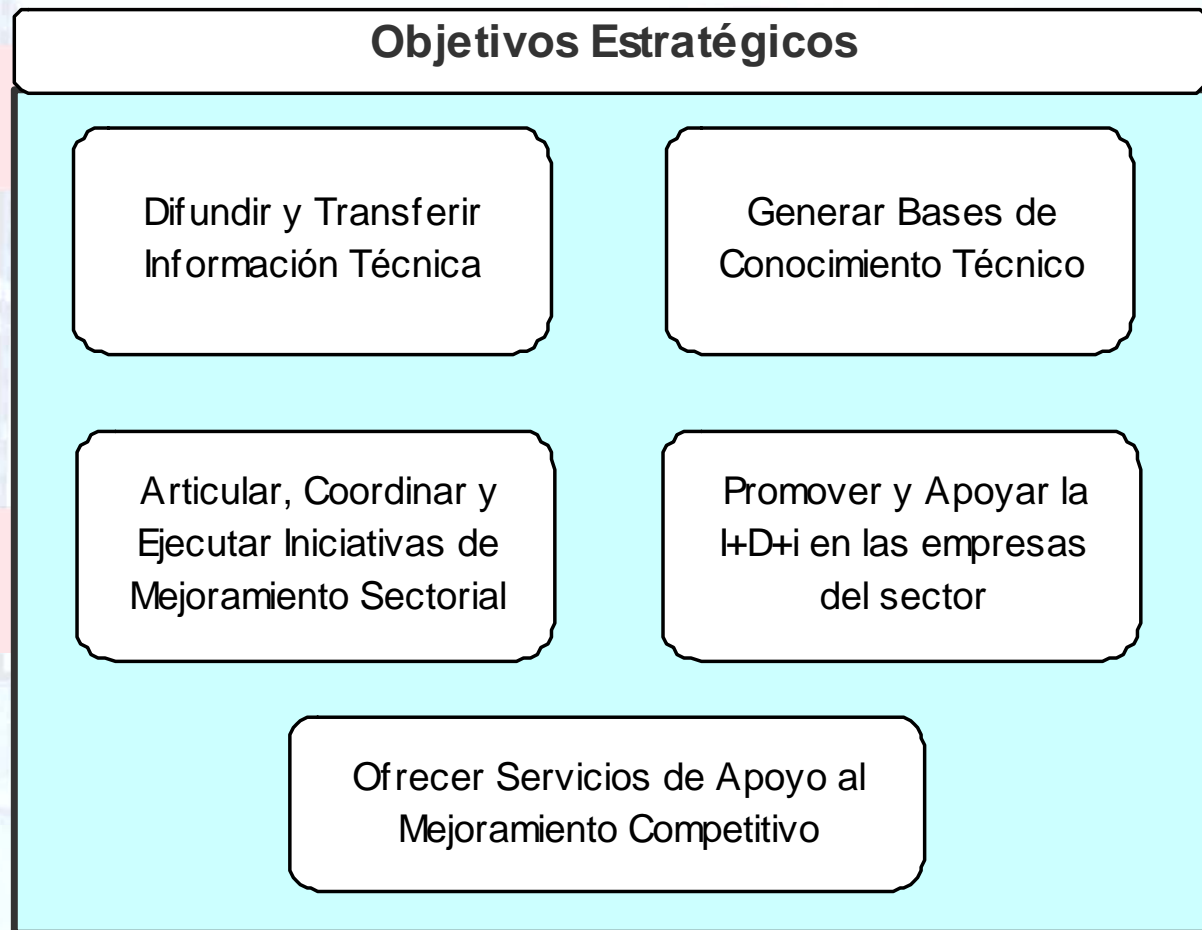 Objetivos Estratégicos
Difundir y Transferir
Información Técnica
Generar Bases de
Conocimiento Técnico
Articular, Coordinar y
Ejecutar Iniciativas de
Mejoramiento Sectorial
Promover y Apoyar la
I+D+i en las empresas
del sector
Ofrecer Servicios de Apoyo al
Mejoramiento Competitivo